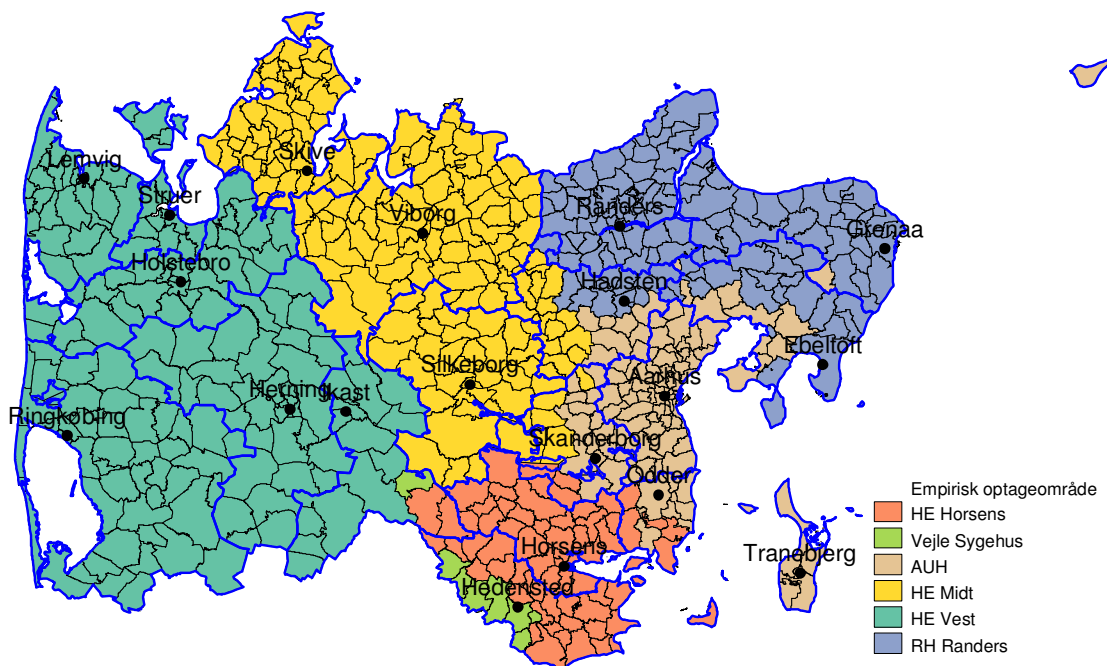 Skive
Lemvig
Struer
Viborg
Randers
Grenaa
Holstebro
Hadsten
Ebeltoft
Silkeborg
Aarhus
Herning
Ikast
Ringkøbing
Skanderborg
Odder
Empirisk optageområde
HE Horsens
Vejle Sygehus
AUH
HE Midt
HE Vest
RH Randers
Horsens
Tranebjerg
Hedensted